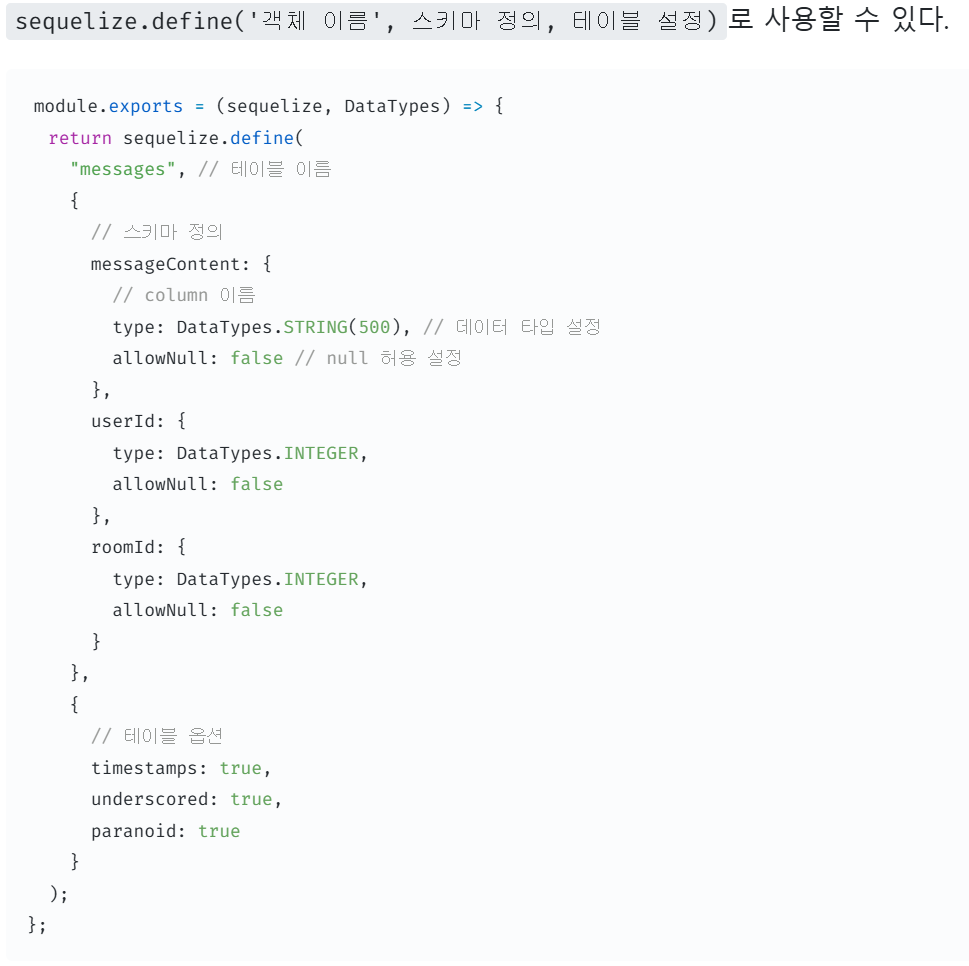 sequelize.define('객체 이름', 스키마 정의, 테이블 설정)로 사용할 수 있다.
module.exports = (sequelize, DataTypes) => {
  return sequelize.define(
    "messages", // 테이블 이름
    {
      // 스키마 정의
      messageContent: {
        // column 이름
        type: DataTypes.STRING(500), // 데이터 타입 설정
        allowNull: false // null 허용 설정
      },
      userId: {
        type: DataTypes.INTEGER,
        allowNull: false
      },
      roomId: {
        type: DataTypes.INTEGER,
        allowNull: false
      }
    },
    {
      // 테이블 옵션
      timestamps: true,
      underscored: true,
      paranoid: true
    }
  );
};